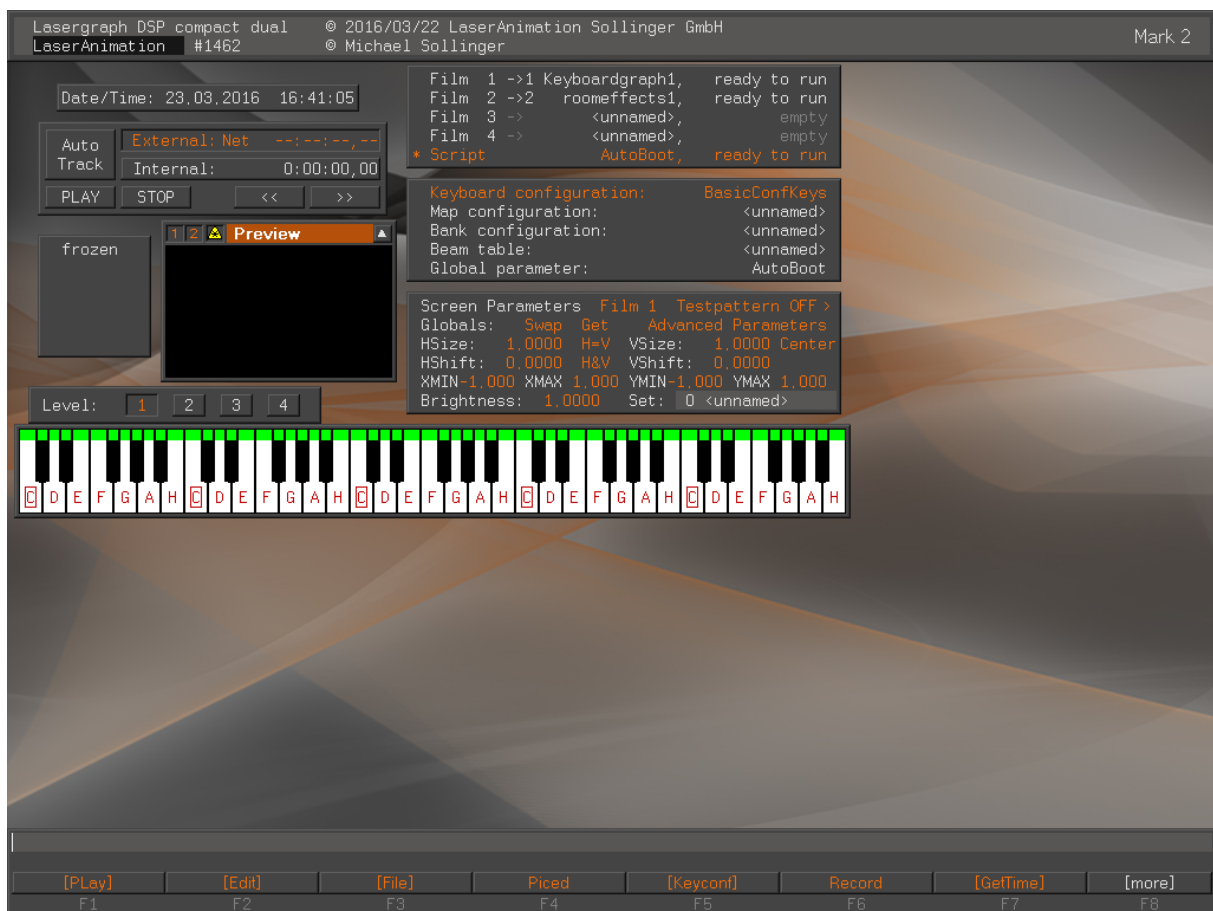 Lasergraph DSP compact dual © 2016/03/22 LaserAnimation Sollinger GmbH
LaserAnimation #1462 © Michael Sollinger
Mark 2
Date/Time: 23.03.2016 16:41:05
Auto Track
External: Net --:--:--,--
Internal: 0:00:00,00
PLAY STOP << >>
frozen
1 2 Preview
Level: 1 2 3 4
Film 1 ->1 Keyboardgraph1, ready to run
Film 2 ->2 roomeffects1, ready to run
Film 3 -> <unnamed>, empty
Film 4 -> <unnamed>, empty
* Script AutoBoot, ready to run
Keyboard configuration: BasicConfKeys
Map configuration: <unnamed>
Bank configuration: <unnamed>
Beam table: <unnamed>
Global parameter: AutoBoot
Screen Parameters Film 1 Testpattern OFF >
Globals: Swap Get Advanced Parameters
HSize: 1.0000 H=V VSize: 1.0000 Center
HShift: 0.0000 H&V VShift: 0.0000
XMIN-1.000 XMAX 1.000 YMIN-1.000 YMAX 1.000
Brightness: 1.0000 Set: 0 <unnamed>
C D E F G A H C D E F G A H C D E F G A H C D E F G A H C D E F G A H
[PLay] [Edit] [File] Piced [Keyconf] Record [GetTime] [more]
F1 F2 F3 F4 F5 F6 F7 F8